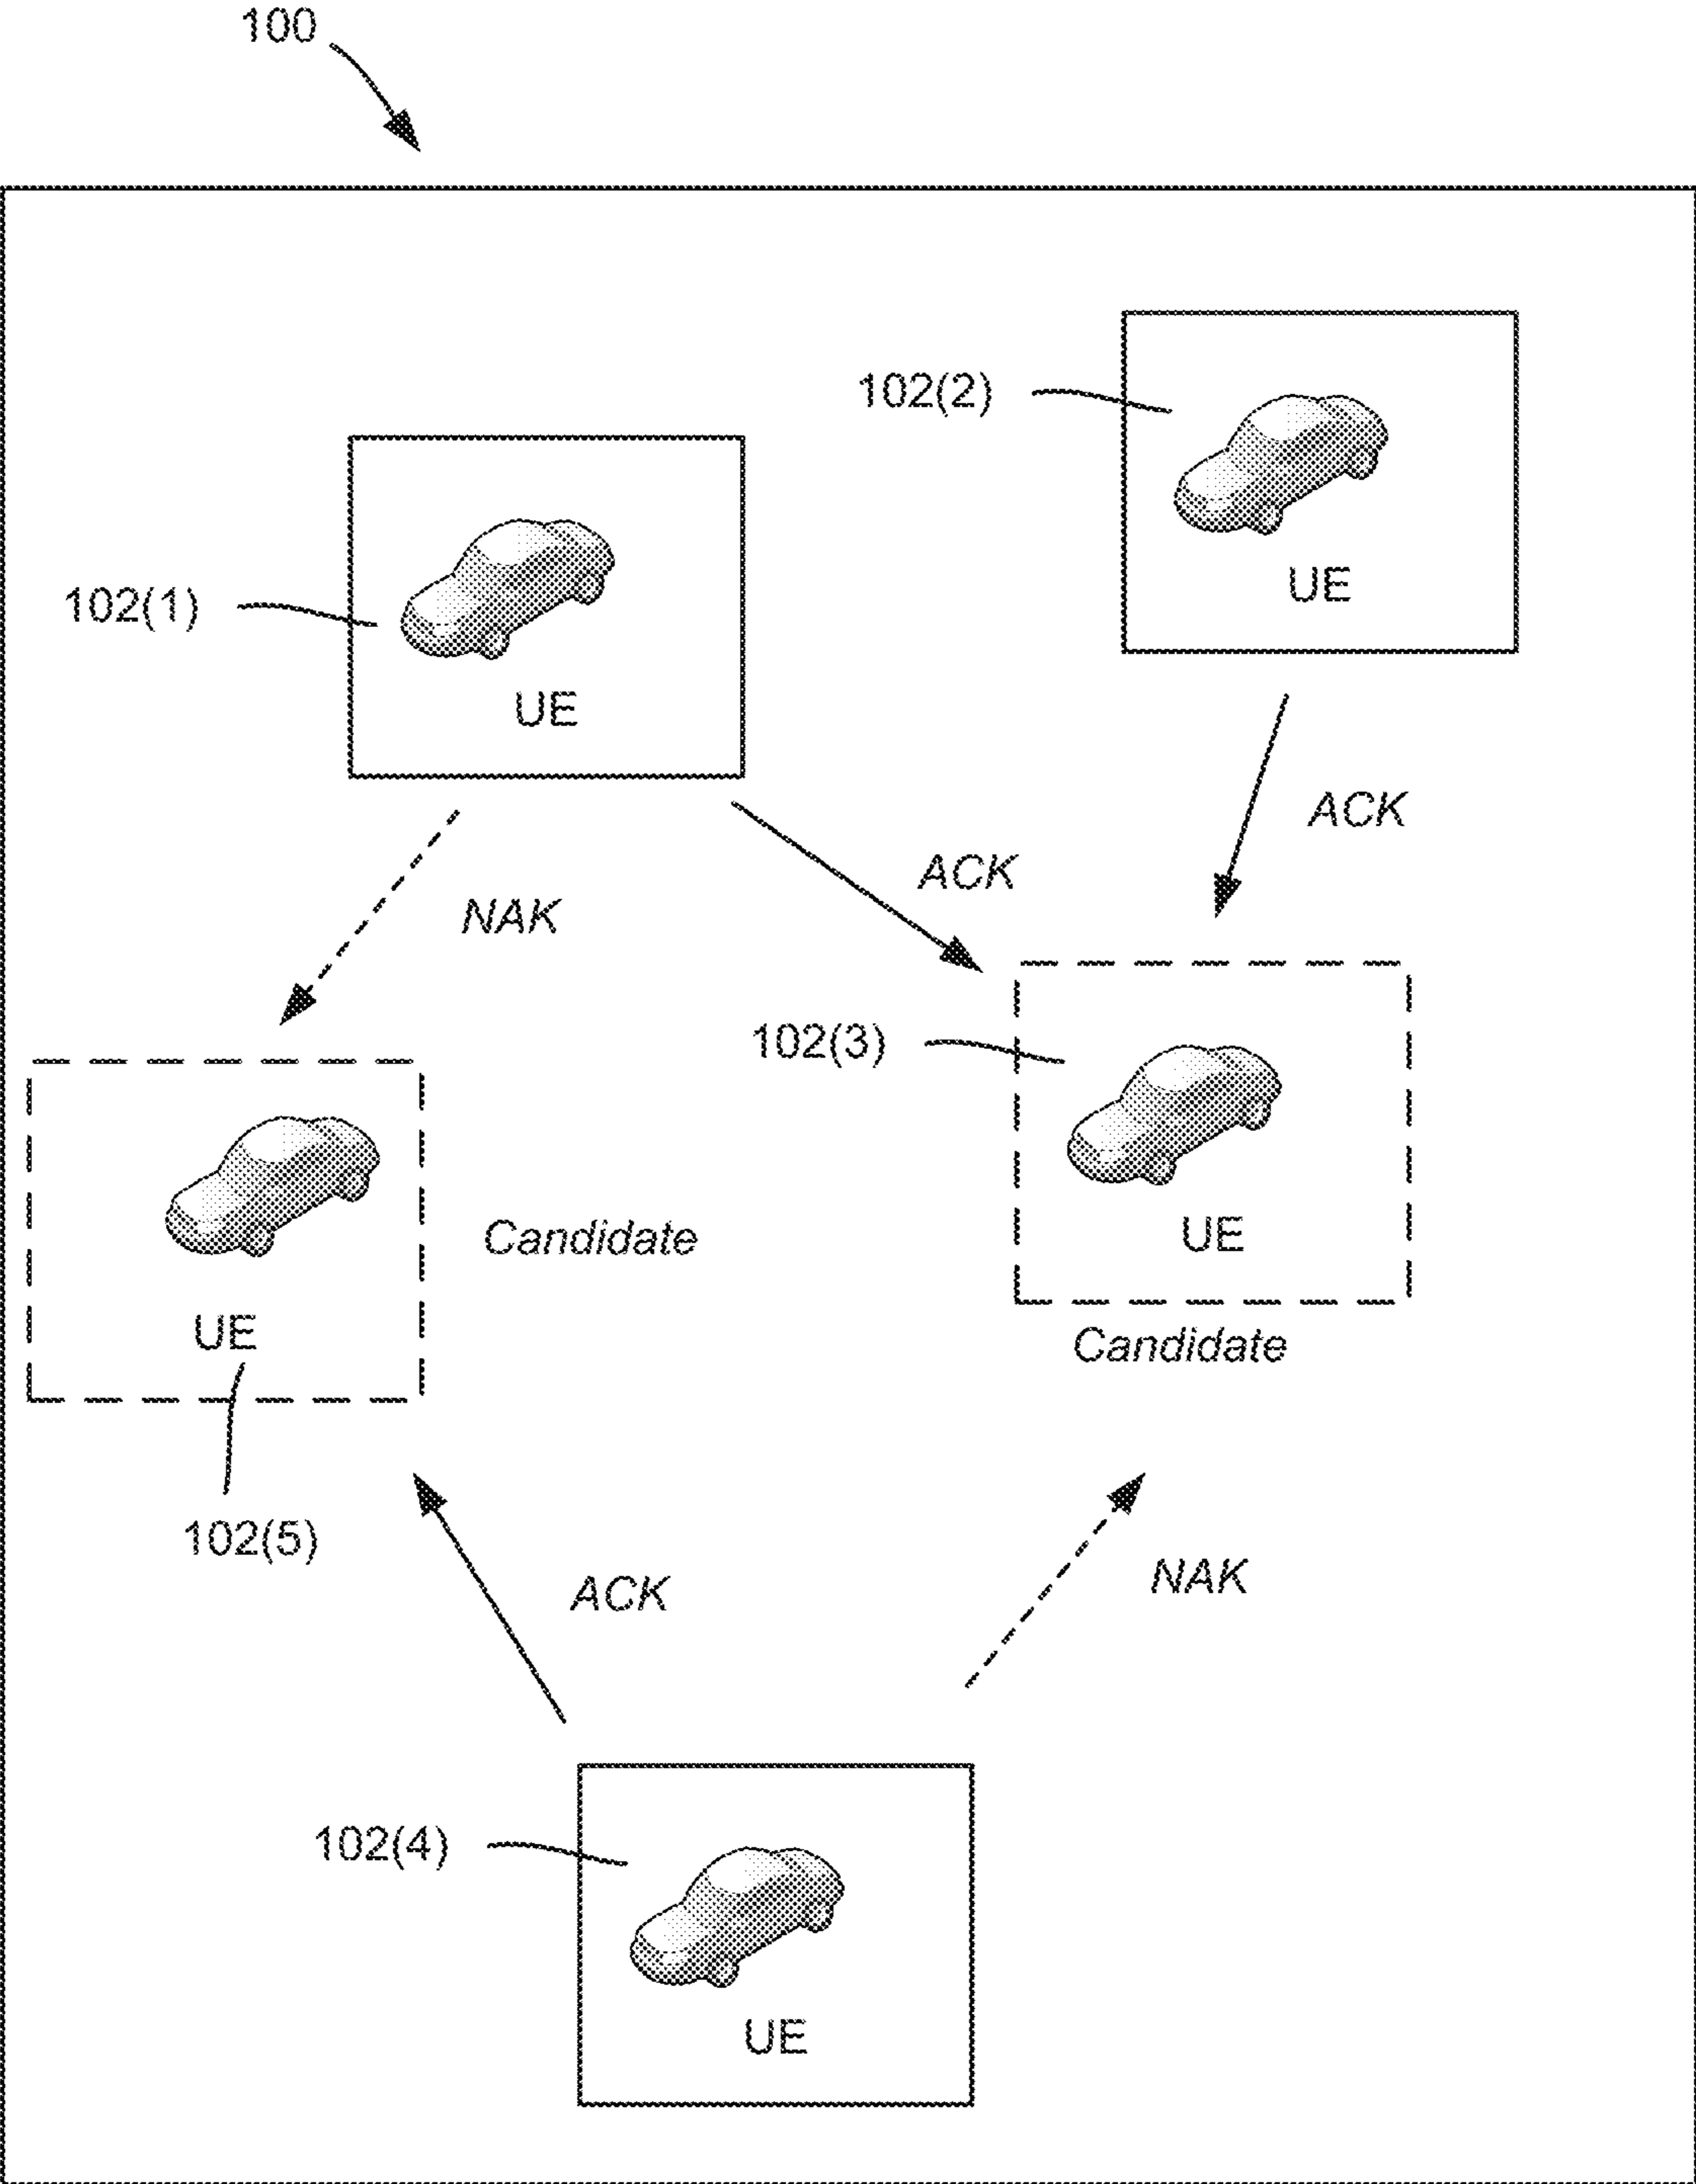 100
102(2)
UE
102(1)
UE
ACK
ACK
NAK
102(3)
UE
Candidate
Candidate
UE
102(5)
ACK
NAK
102(4)
UE